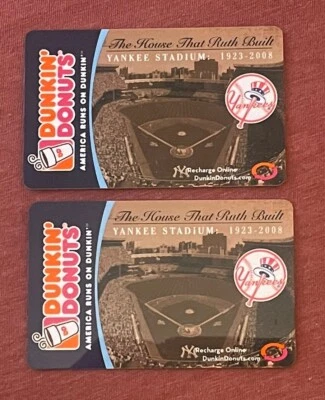 DUNKIN'
DONUTS
AMERICA RUNS ON DUNKIN'
The House That Ruth Built
YANKEE STADIUM: 1923-2008
Yankees
NY
Recharge Online
DunkinDonuts.com
DUNKIN'
DONUTS
AMERICA RUNS ON DUNKIN'
The House That Ruth Built
YANKEE STADIUM: 1923-2008
Yankees
NY
Recharge Online
DunkinDonuts.com